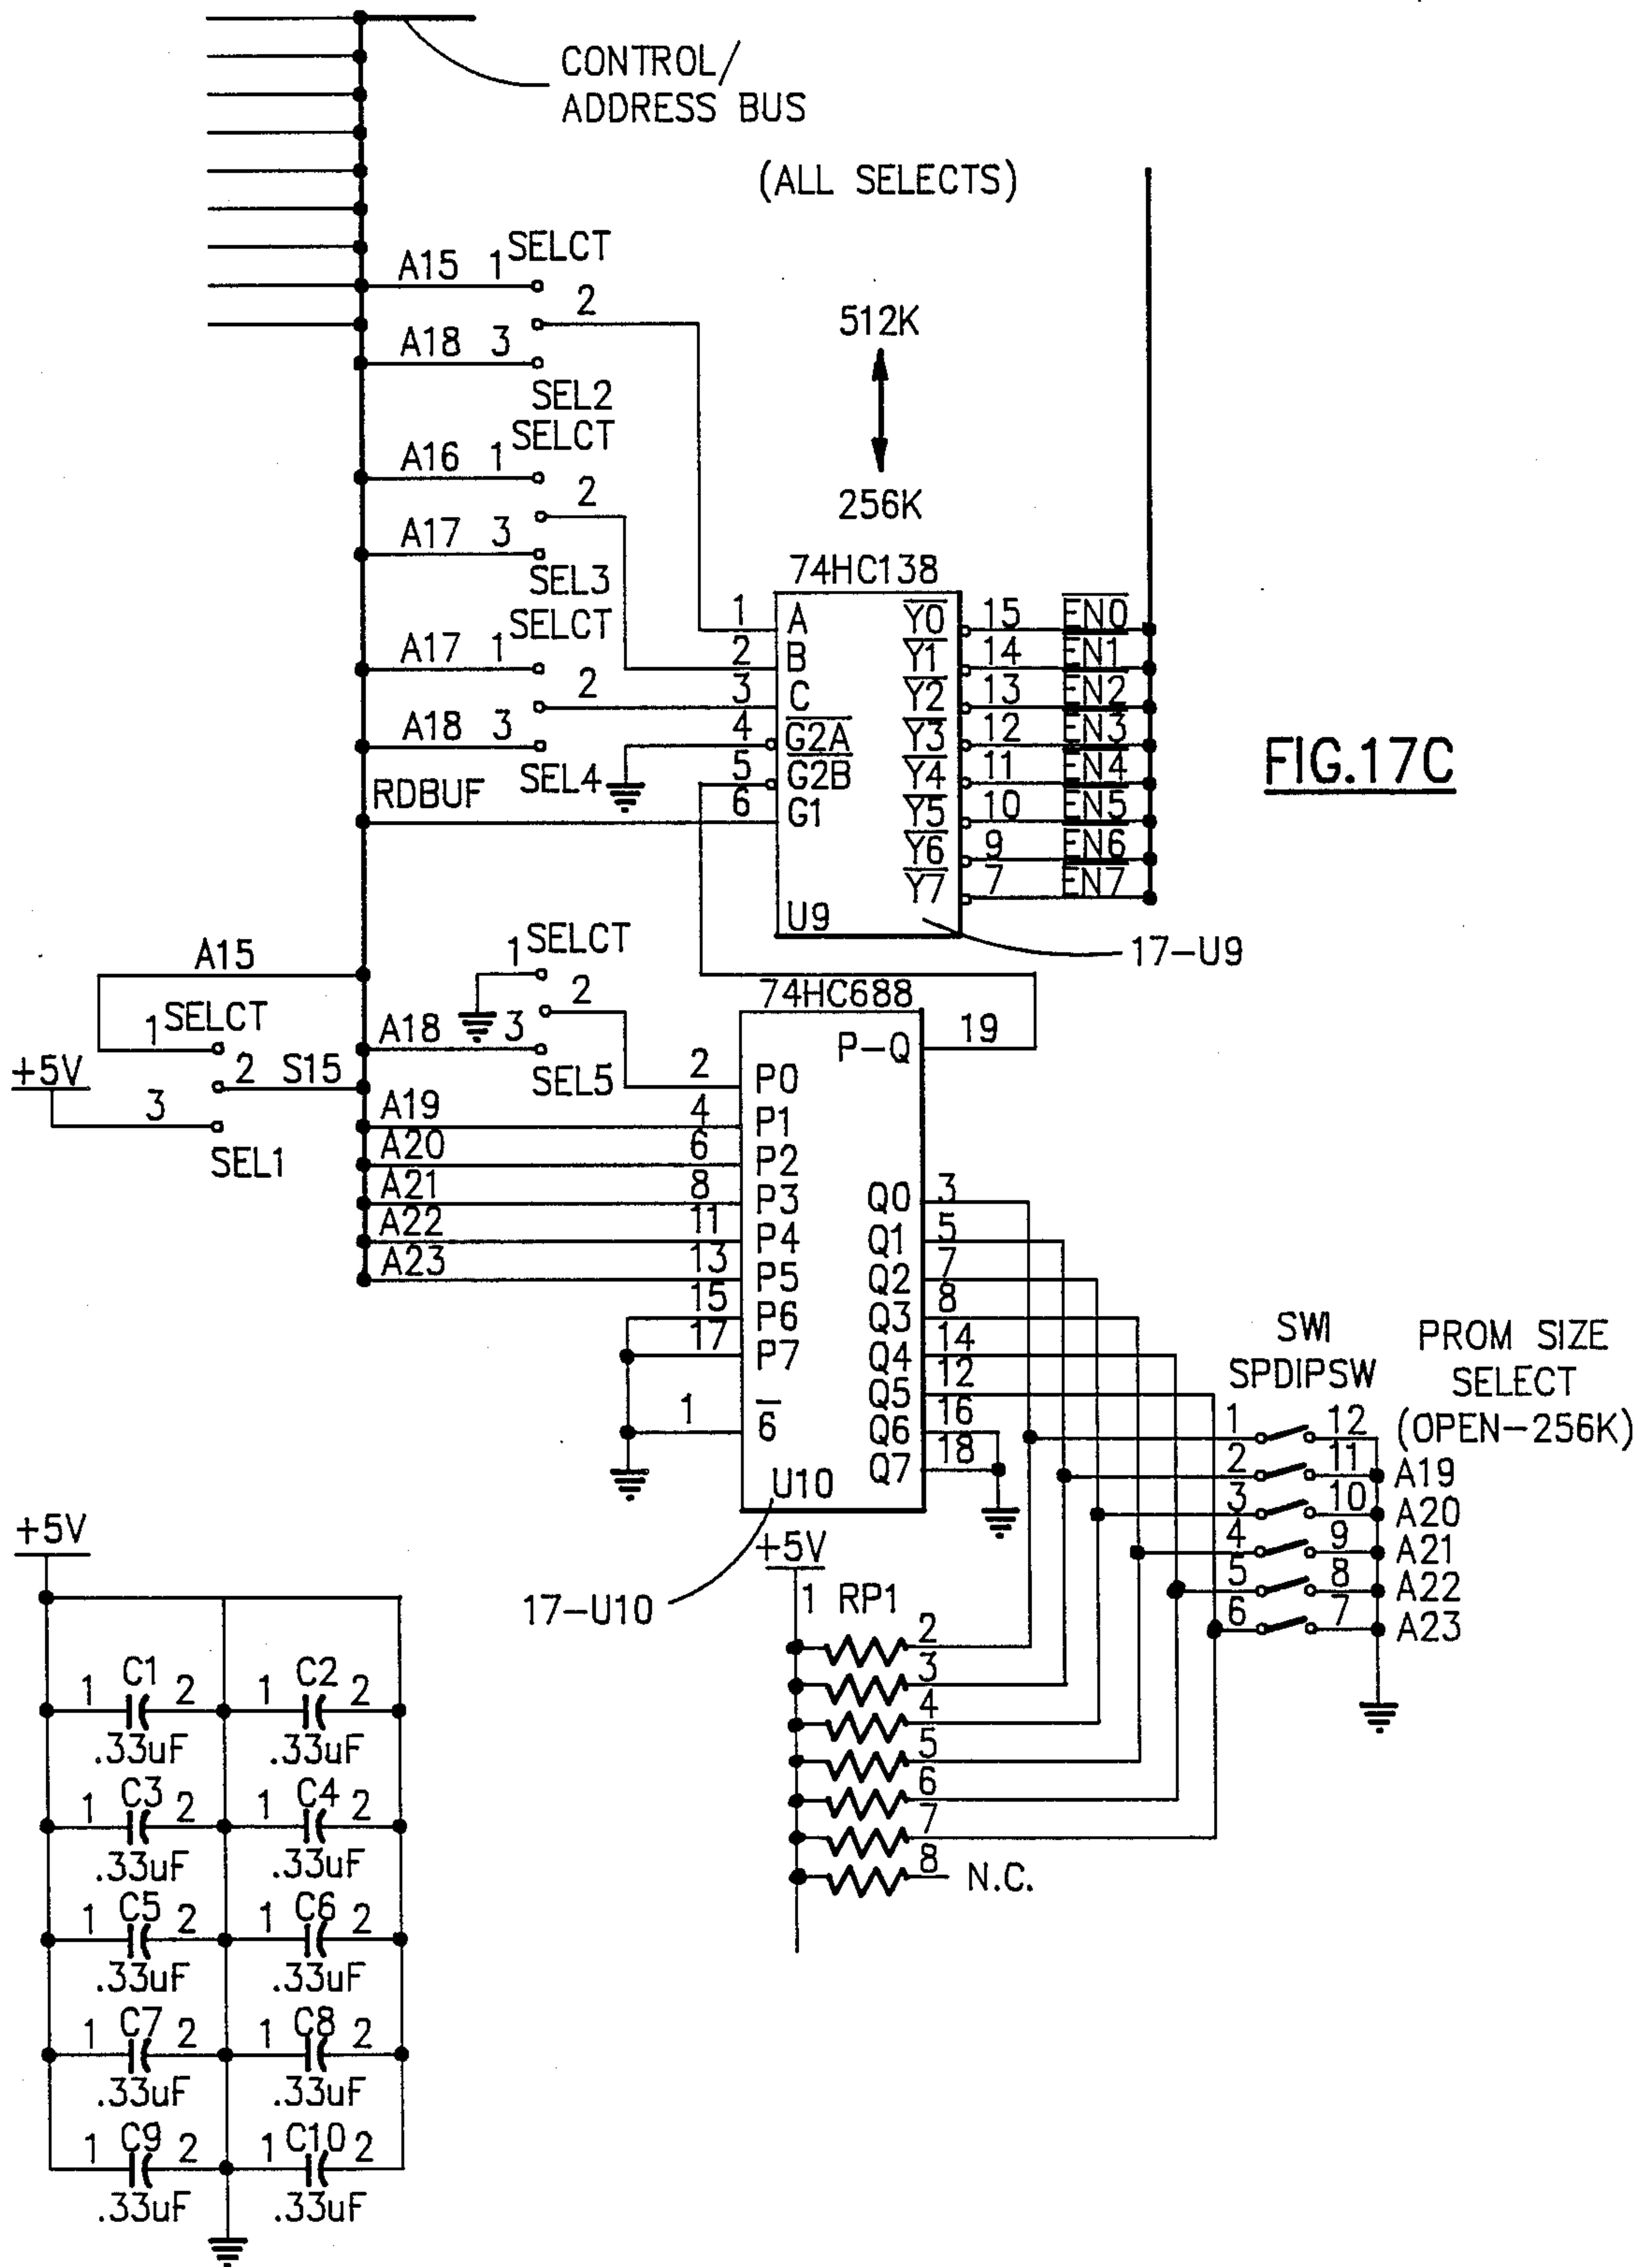 CONTROL/
ADDRESS BUS
(ALL SELECTS)
A15 1 SELCT
2
A18 3
SEL2
512K
256K
SELCT
A16 1
2
A17 3
SEL3
SELCT
A17 1
2
A18 3
SEL4
RDBUF
74HC138
1 A Y0 15 EN0
2 B Y1 14 EN1
3 C Y2 13 EN2
4 G2A Y3 12 EN3
5 G2B Y4 11 EN4
6 G1 Y5 10 EN5
Y6 9 EN6
Y7 7 EN7
U9
17-U9
FIG.17C
A15
1 SELCT
+5V
2 S15
3
SEL1
1 SELCT
2
A18 3
SEL5
74HC688
P-Q 19
2 P0
A19 4 P1
A20 6 P2
A21 8 P3
A22 11 P4
A23 13 P5
15 P6
17 P7
1 6
Q0 3
Q1 5
Q2 7
Q3 8
Q4 14
Q5 12
Q6 16
Q7 18
U10
17-U10
SWI
SPDIPSW
PROM SIZE
SELECT
1 12 (OPEN-256K)
2 11 A19
3 10 A20
4 9 A21
5 8 A22
6 7 A23
+5V
1 RP1
2
3
4
5
6
7
8 N.C.
+5V
1 C1 2 1 C2 2
.33uF .33uF
1 C3 2 1 C4 2
.33uF .33uF
1 C5 2 1 C6 2
.33uF .33uF
1 C7 2 1 C8 2
.33uF .33uF
1 C9 2 1 C10 2
.33uF .33uF